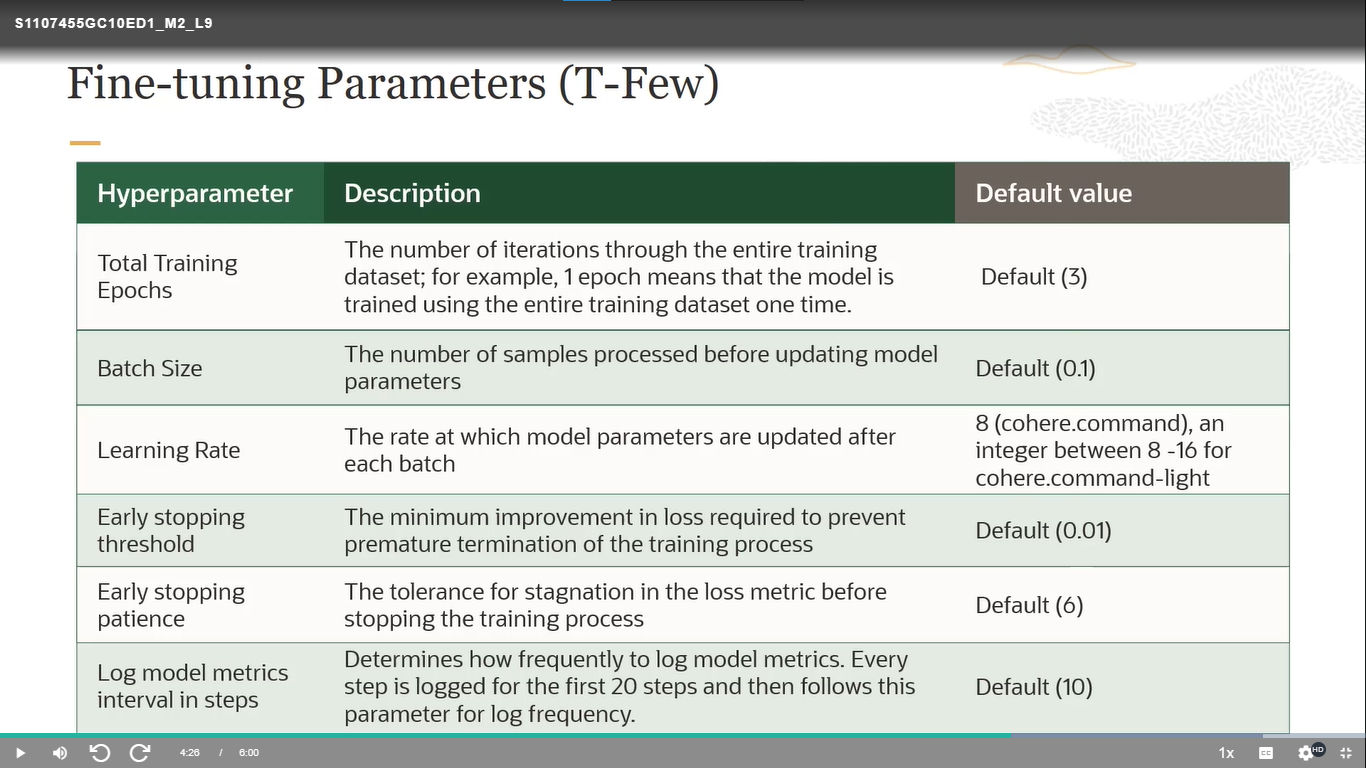 S1107455GC10ED1_M2_L9
Fine-tuning Parameters (T-Few)
Hyperparameter
Description
Default value
Total Training
Epochs
The number of iterations through the entire training
dataset; for example, 1 epoch means that the model is
trained using the entire training dataset one time.
Default (3)
Batch Size
The number of samples processed before updating model
parameters
Default (0.1)
Learning Rate
The rate at which model parameters are updated after
each batch
8 (cohere.command), an
integer between 8 -16 for
cohere.command-light
Early stopping
threshold
The minimum improvement in loss required to prevent
premature termination of the training process
Default (0.01)
Early stopping
patience
The tolerance for stagnation in the loss metric before
stopping the training process
Default (6)
Log model metrics
interval in steps
Determines how frequently to log model metrics. Every
step is logged for the first 20 steps and then follows this
parameter for log frequency.
Default (10)
4:26 / 6:00
1x
CC
HD